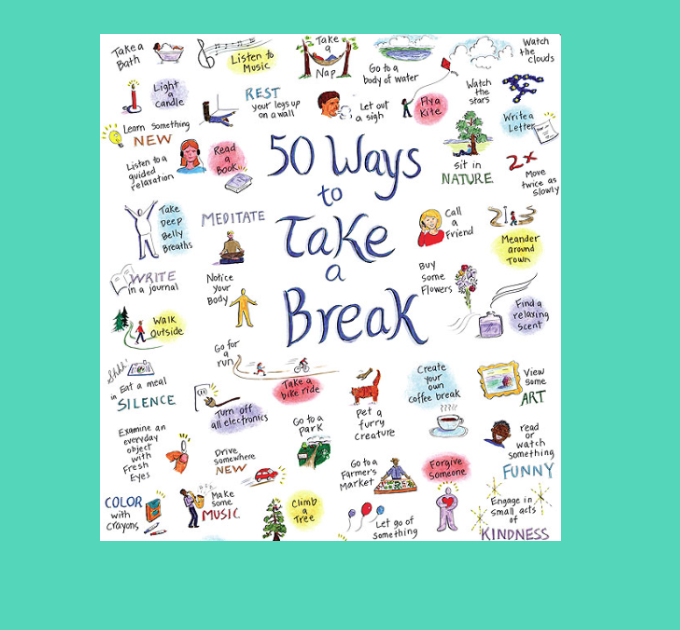 Take a
Bath
Listen to
Music
Take
a
Nap
Go to a
body of water
Watch
the
clouds
Light
a
candle
REST
your legs up
on a wall
Let out
a sigh
Fly a
Kite
Watch
the
stars
Write a
Letter
Learn Something
NEW
Read
a
Book
Listen to a
guided
relaxation
50 Ways
to
Take
a
Break
sit in
NATURE
2x
Move
twice as
Slowly
Take
Deep
Belly
Breaths
MEDITATE
Call
a
Friend
Meander
around
Town
WRITE
in a journal
Notice
your
Body
Buy
Some
Flowers
Find a
relaxing
Scent
Walk
Outside
Go for
a
run
Shhh!
Eat a meal
in
SILENCE
Turn off
all electronics
Take a
bike ride
Pet a
furry
creature
Create
your
own
coffee break
View
some
ART
Examine an
everyday
object
with
Fresh
Eyes
Drive
somewhere
NEW
Go to a
park
Go to a
Farmer's
Market
Forgive
Someone
read
or
watch
something
FUNNY
COLOR
with
Crayons
Make
some
MUSIC
Climb
a
Tree
Let go of
something
Engage in
small acts
of
KINDNESS